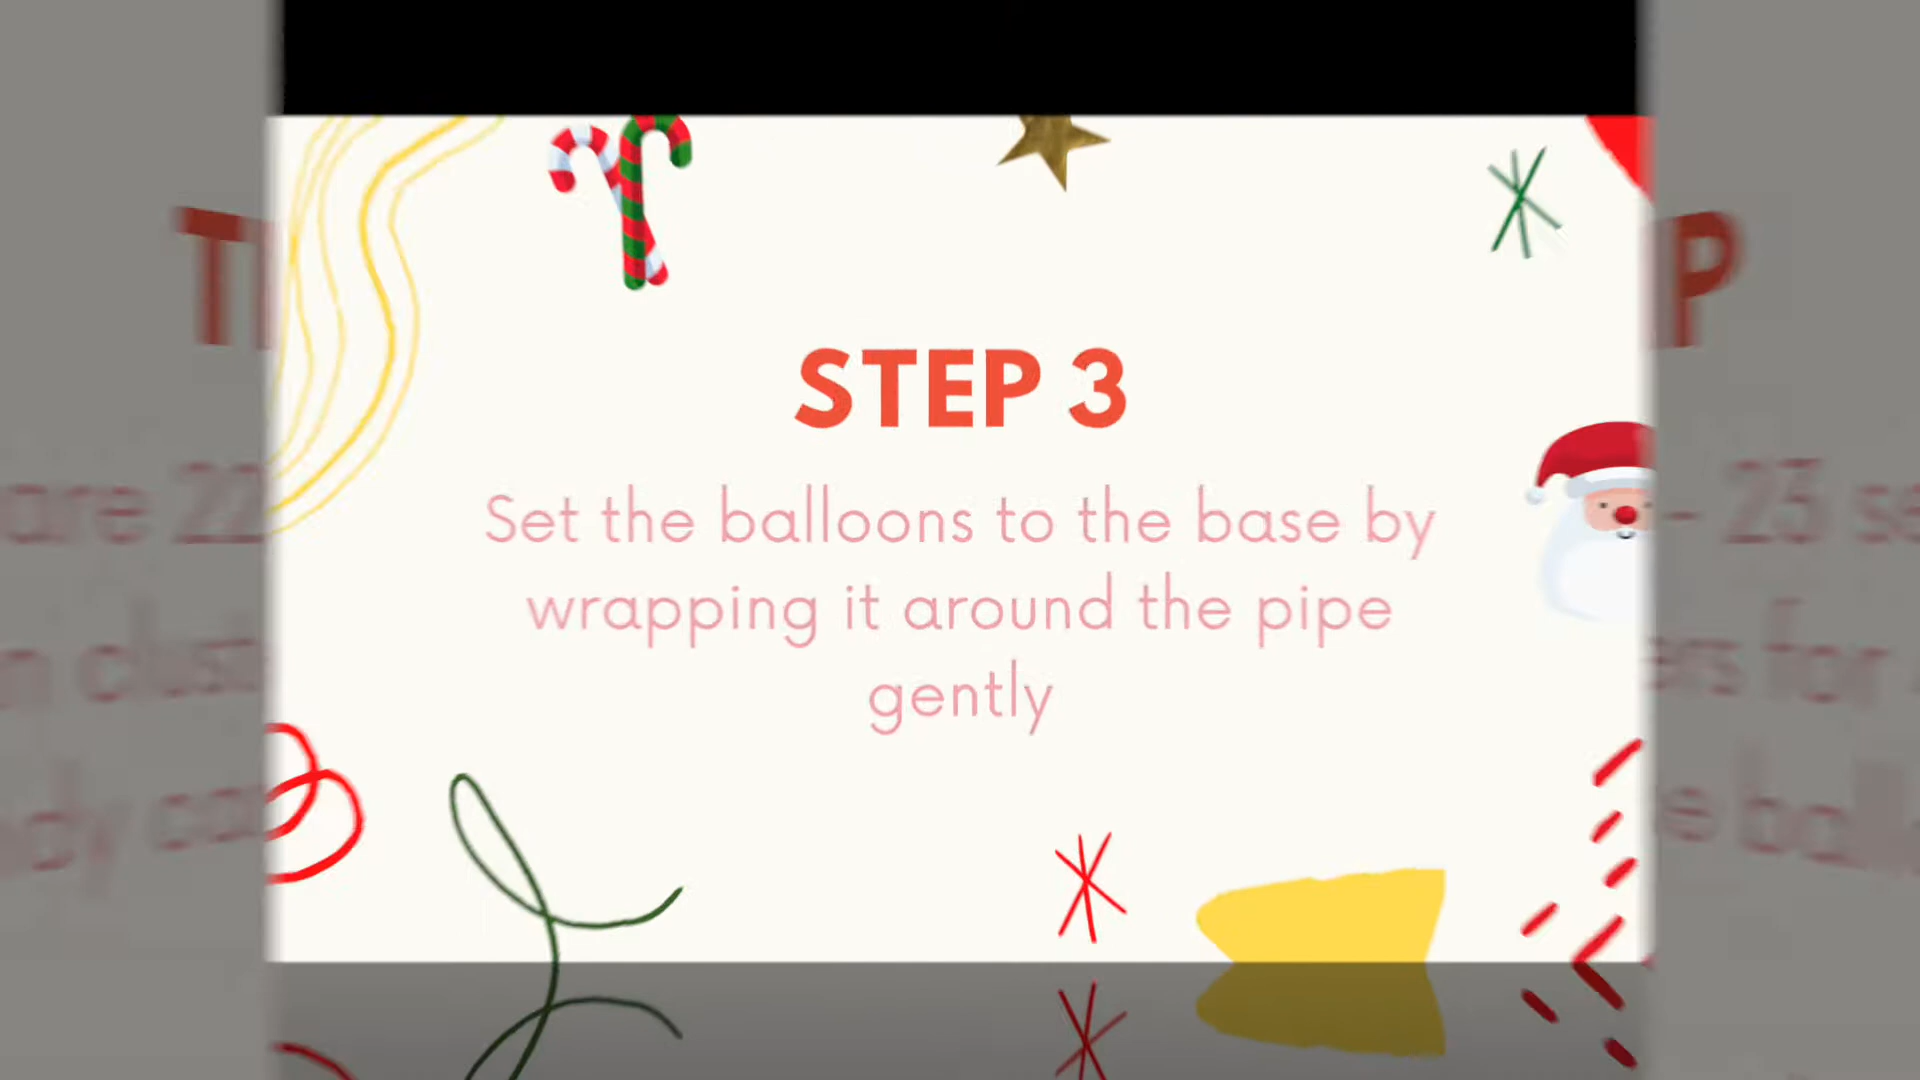 STEP 3
Set the balloons to the base by
wrapping it around the pipe
gently